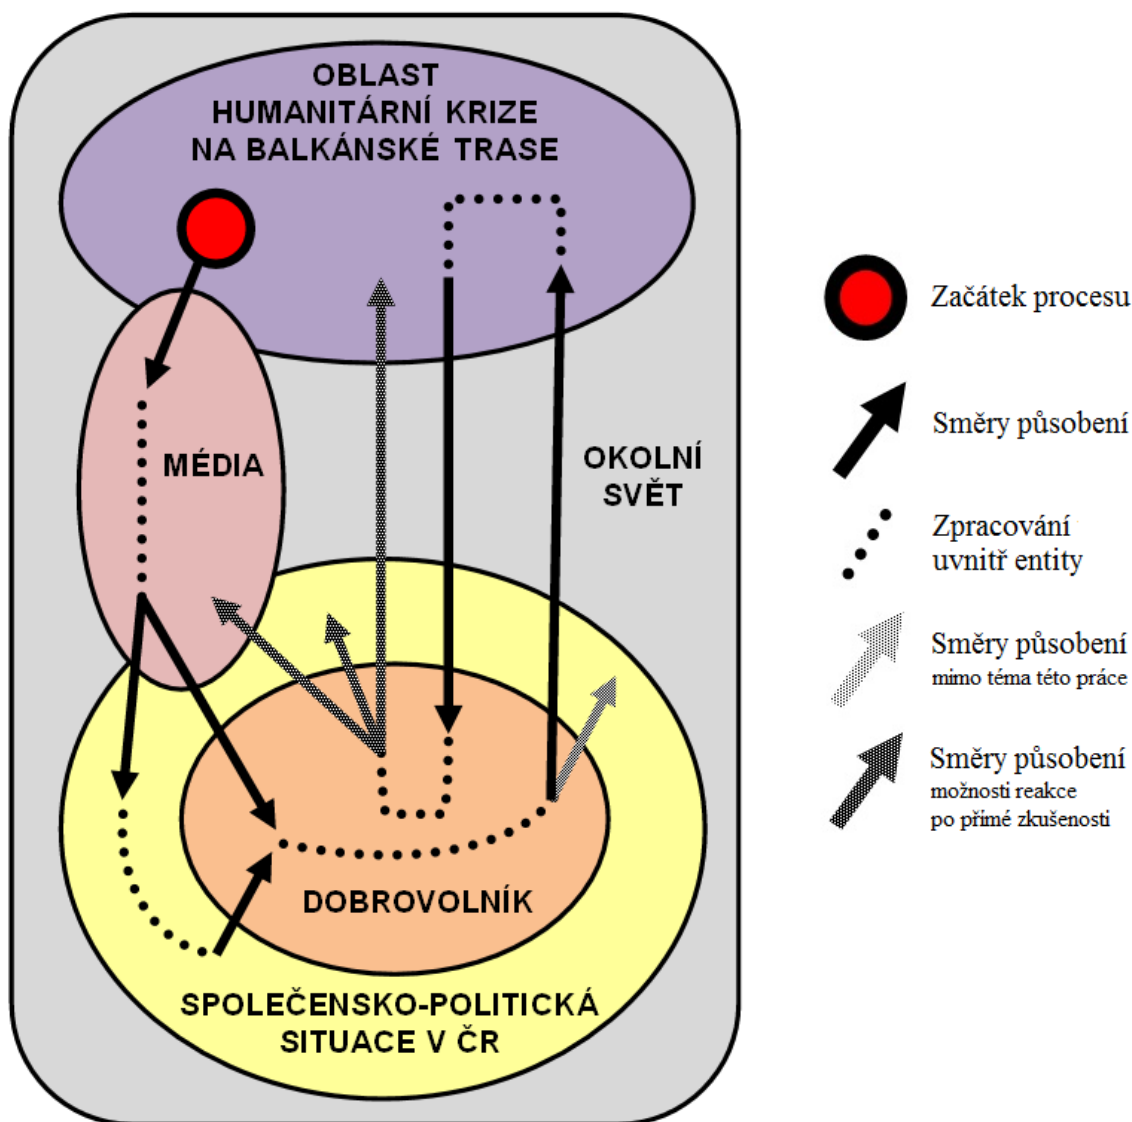 OBLAST
HUMANITÁRNÍ KRIZE
NA BALKÁNSKÉ TRASE
MÉDIA
OKOLNÍ
SVĚT
DOBROVOLNÍK
SPOLEČENSKO-POLITICKÁ
SITUACE V ČR
Začátek procesu
Směry působení
Zpracování
uvnitř entity
Směry působení
mimo téma této práce
Směry působení
možnosti reakce
po přímé zkušenosti